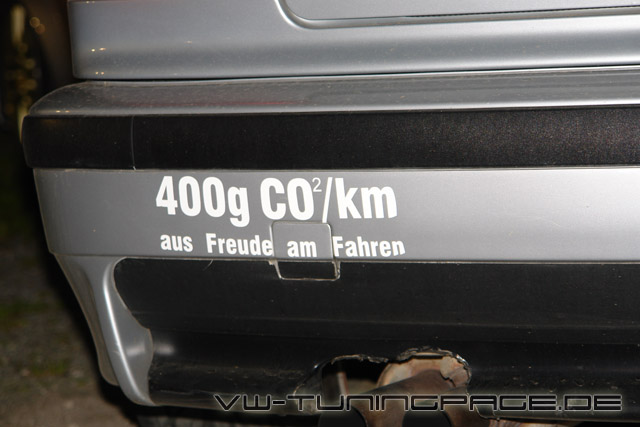 400g CO²/km
aus Freude am Fahren
VW-TUNINGPAGE.DE